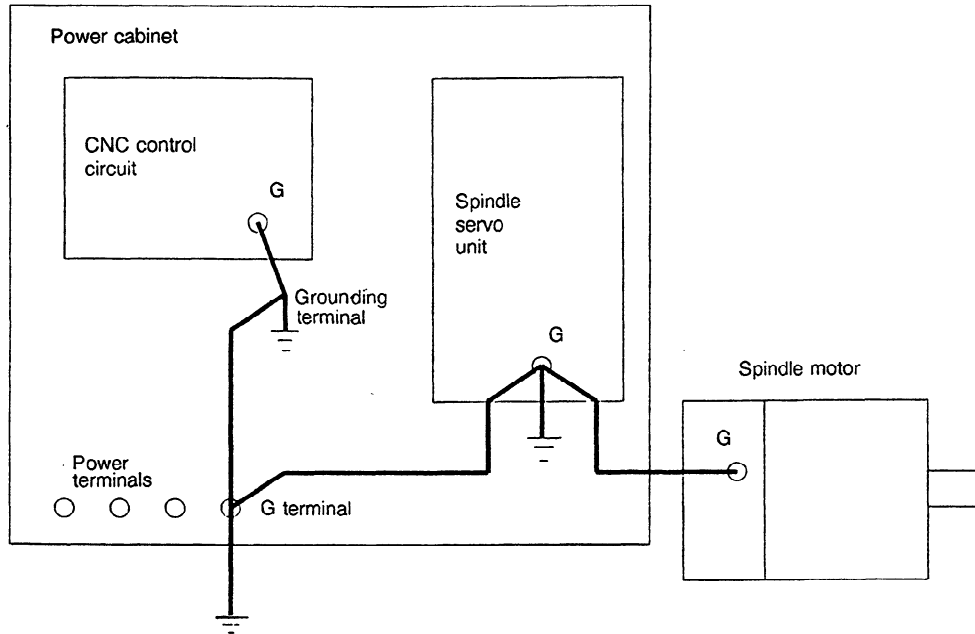 Power cabinet
CNC control
circuit
G
Grounding
terminal
Spindle
servo
unit
G
Spindle motor
G
Power
terminals
G terminal